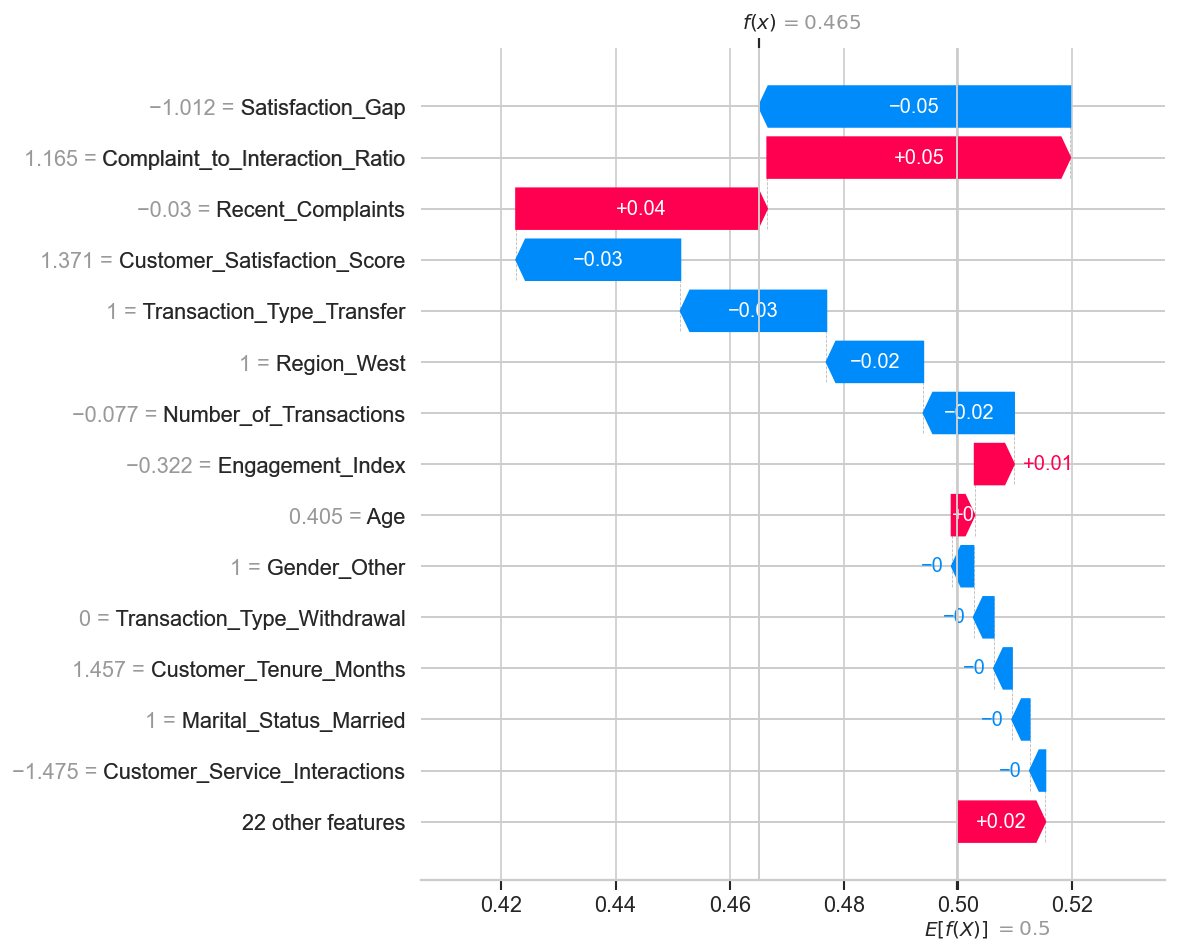 f(x) = 0.465
−1.012 = Satisfaction_Gap −0.05
1.165 = Complaint_to_Interaction_Ratio +0.05
−0.03 = Recent_Complaints +0.04
1.371 = Customer_Satisfaction_Score −0.03
1 = Transaction_Type_Transfer −0.03
1 = Region_West −0.02
−0.077 = Number_of_Transactions −0.02
−0.322 = Engagement_Index +0.01
0.405 = Age +0
1 = Gender_Other −0
0 = Transaction_Type_Withdrawal −0
1.457 = Customer_Tenure_Months −0
1 = Marital_Status_Married −0
−1.475 = Customer_Service_Interactions −0
22 other features +0.02
0.42 0.44 0.46 0.48 0.50 0.52
E[f(X)] = 0.5